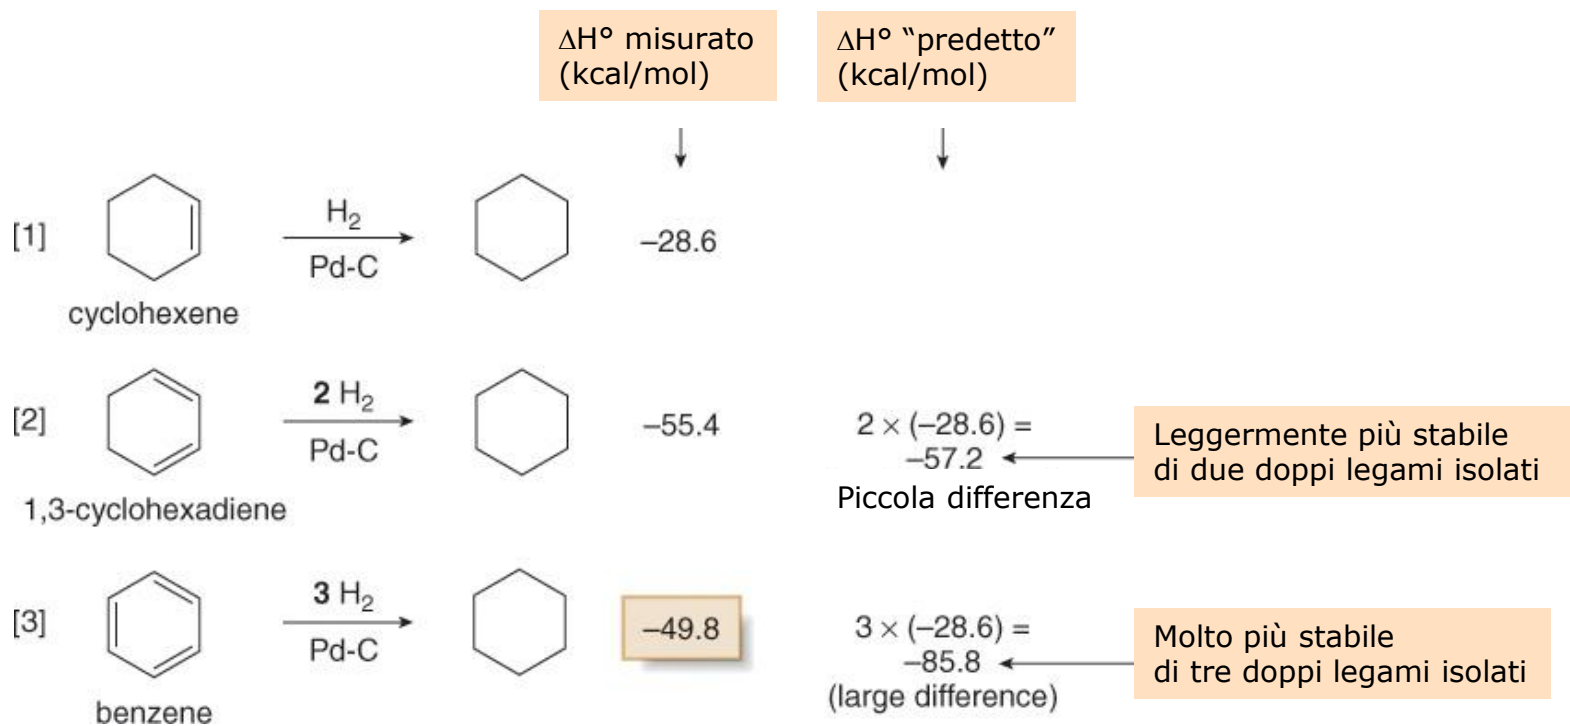 ΔH° misurato
(kcal/mol)
ΔH° “predetto”
(kcal/mol)
[1]
H₂
Pd-C
–28.6
cyclohexene
[2]
2 H₂
Pd-C
–55.4
2 × (–28.6) =
–57.2
Piccola differenza
Leggermente più stabile
di due doppi legami isolati
1,3-cyclohexadiene
[3]
3 H₂
Pd-C
–49.8
3 × (–28.6) =
–85.8
(large difference)
Molto più stabile
di tre doppi legami isolati
benzene